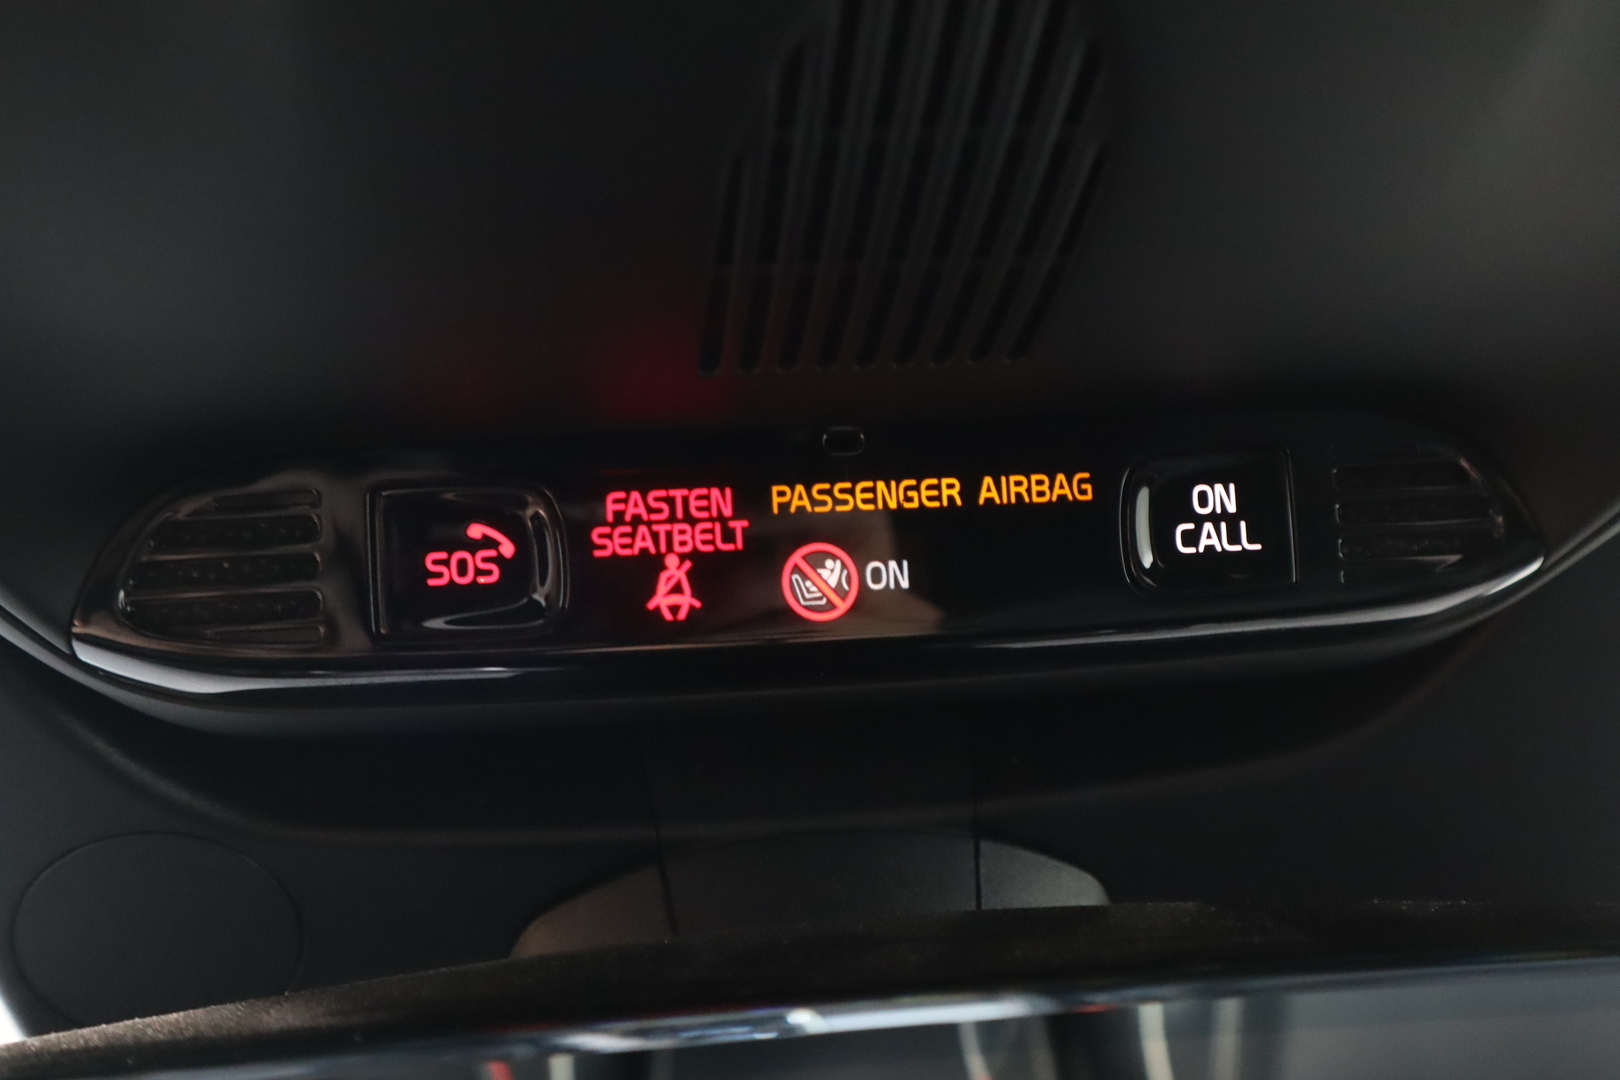 SOS
FASTEN
SEATBELT
PASSENGER AIRBAG
ON
ON
CALL